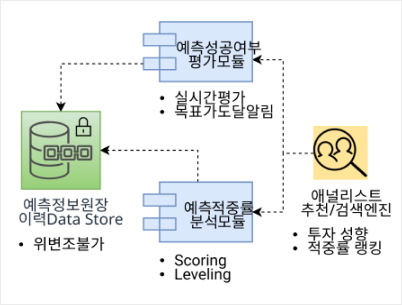 예측성공여부
평가모듈
• 실시간평가
• 목표가도달알림
예측정보원장
이력Data Store
• 위변조불가
예측적중률
분석모듈
• Scoring
• Leveling
애널리스트
추천/검색엔진
• 투자 성향
• 적중률 랭킹